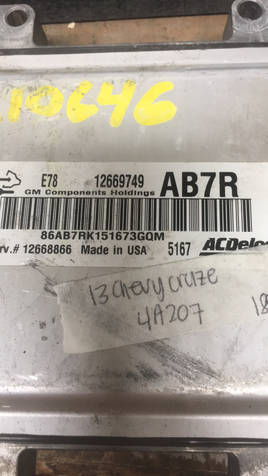 10646
E78 12669749 AB7R
GM Components Holdings
86AB7RK151673GQM
rv.# 12668866 Made in USA 5167 ACDelco
13 chevy cruze
4A207
18